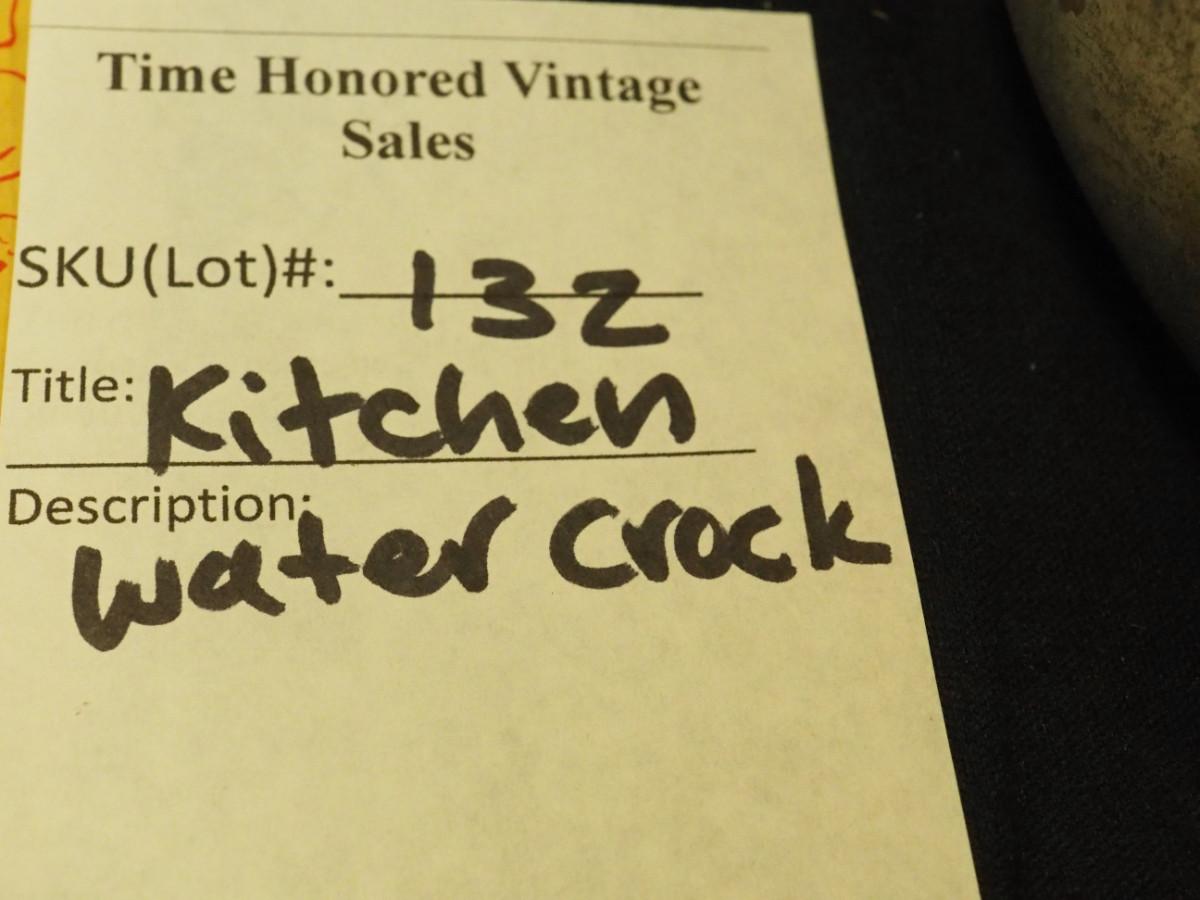 Time Honored Vintage
Sales
SKU(Lot)#: 132
Title: Kitchen
Description:
water crock